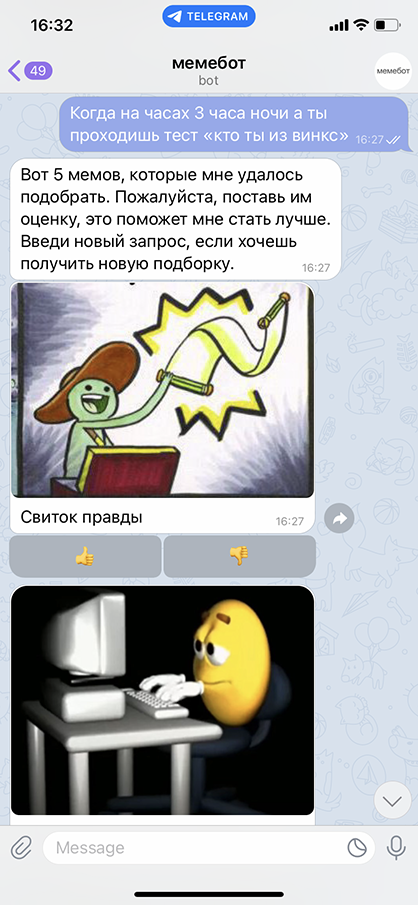 16:32
TELEGRAM
49
мемебот
bot
мемебот
Когда на часах 3 часа ночи а ты
проходишь тест «кто ты из винкс» 16:27
Вот 5 мемов, которые мне удалось
подобрать. Пожалуйста, поставь им
оценку, это поможет мне стать лучше.
Введи новый запрос, если хочешь
получить новую подборку. 16:27
Свиток правды 16:27
Message